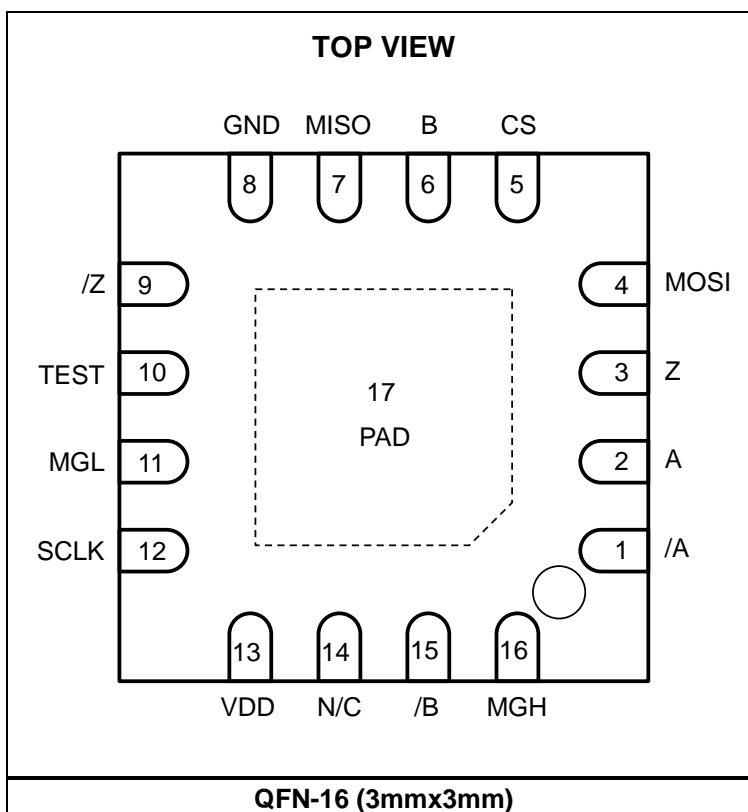 TOP VIEW
GND MISO B CS
8 7 6 5
/Z 9 4 MOSI
TEST 10 3 Z
17
PAD
MGL 11 2 A
SCLK 12 1 /A
13 14 15 16
VDD N/C /B MGH
QFN-16 (3mmx3mm)